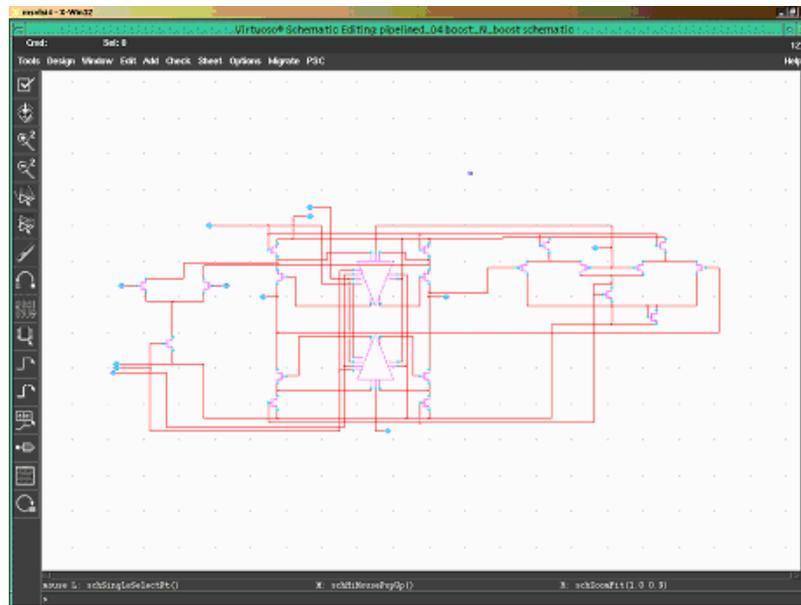 Virtuoso® Schematic Editing pipelined_04 boost_N_boost schematic
Cmd: Sel: 0
Tools Design Window Edit Add Check Sheet Options Migrate PSC Help
mouse L: schSingleSelectPt() M: schHiMousePopUp() R: schZoomFit(1.0 0.9)
>